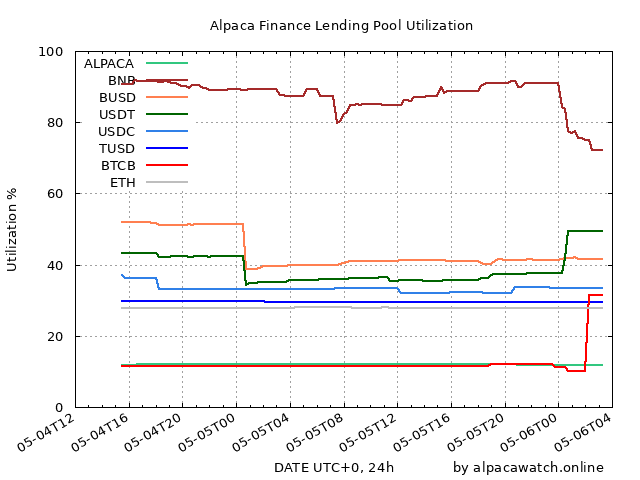 Alpaca Finance Lending Pool Utilization
Utilization %
100
80
60
40
20
0
ALPACA
BNB
BUSD
USDT
USDC
TUSD
BTCB
ETH
05-04T12
05-04T16
05-04T20
05-05T00
05-05T04
05-05T08
05-05T12
05-05T16
05-05T20
05-06T00
05-06T04
DATE UTC+0, 24h
by alpacawatch.online